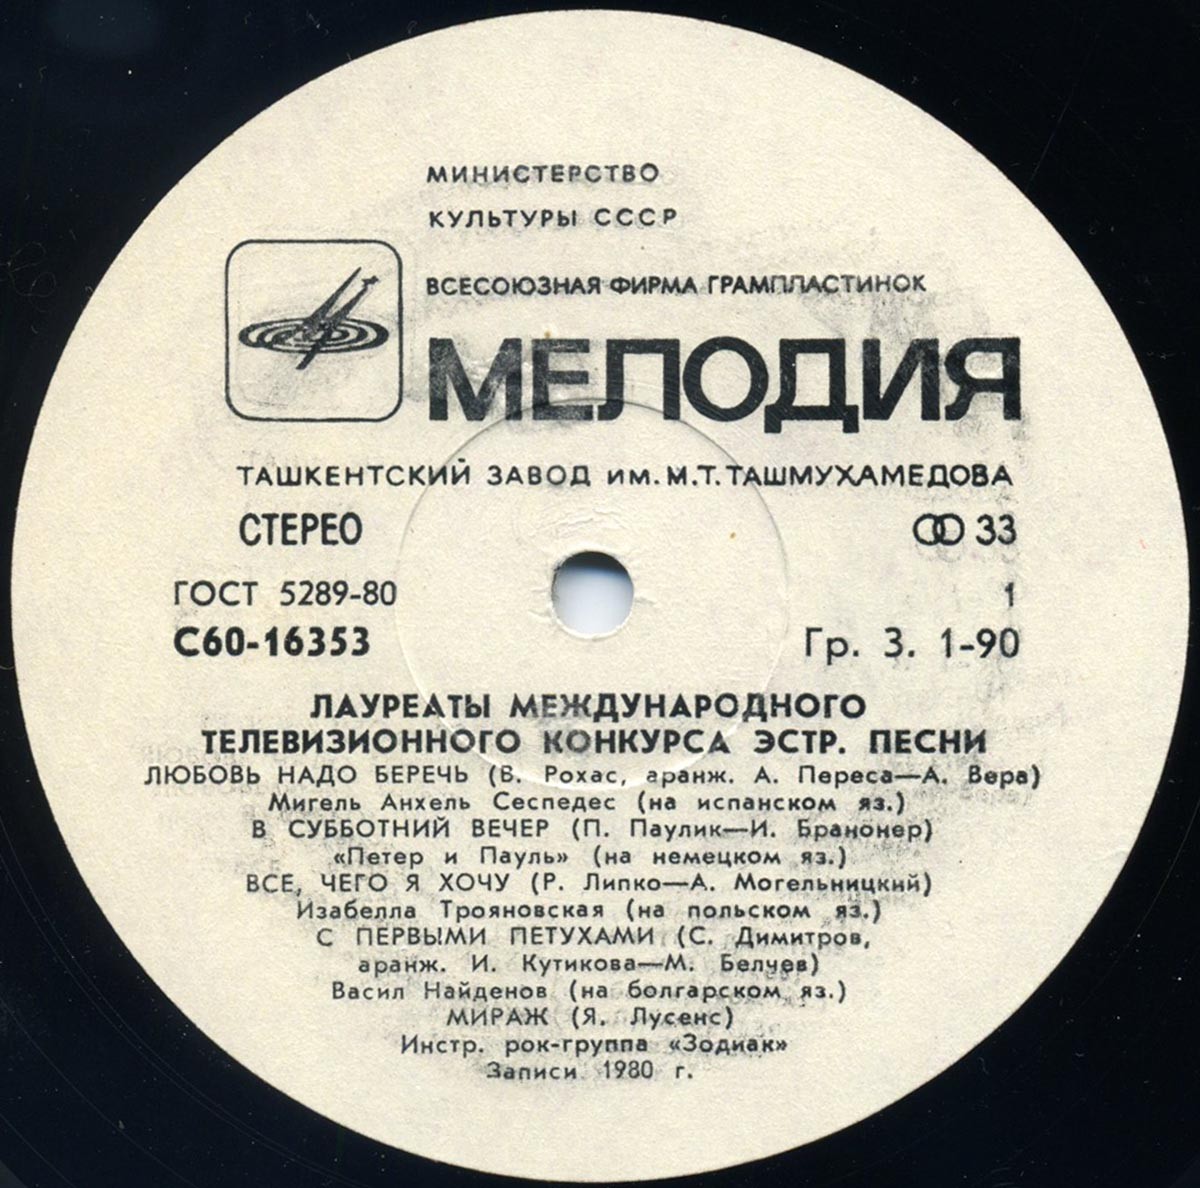 МИНИСТЕРСТВО
КУЛЬТУРЫ СССР
ВСЕСОЮЗНАЯ ФИРМА ГРАМПЛАСТИНОК
МЕЛОДИЯ
ТАШКЕНТСКИЙ ЗАВОД им. М.Т. ТАШМУХАМЕДОВА
СТЕРЕО 33
ГОСТ 5289-80 1
С60-16353 Гр. 3. 1-90
ЛАУРЕАТЫ МЕЖДУНАРОДНОГО
ТЕЛЕВИЗИОННОГО КОНКУРСА ЭСТР. ПЕСНИ
ЛЮБОВЬ НАДО БЕРЕЧЬ (В. Рохас, аранж. А. Переса—А. Вера)
Мигель Анхель Сеспедес (на испанском яз.)
В СУББОТНИЙ ВЕЧЕР (П. Паулик—И. Бранонер)
«Петер и Пауль» (на немецком яз.)
ВСЕ, ЧЕГО Я ХОЧУ (Р. Липко—А. Могельницкий)
Изабелла Трояновская (на польском яз.)
С ПЕРВЫМИ ПЕТУХАМИ (С. Димитров,
аранж. И. Кутикова—М. Белчев)
Васил Найденов (на болгарском яз.)
МИРАЖ (Я. Лусенс)
Инстр. рок-группа «Зодиак»
Записи 1980 г.